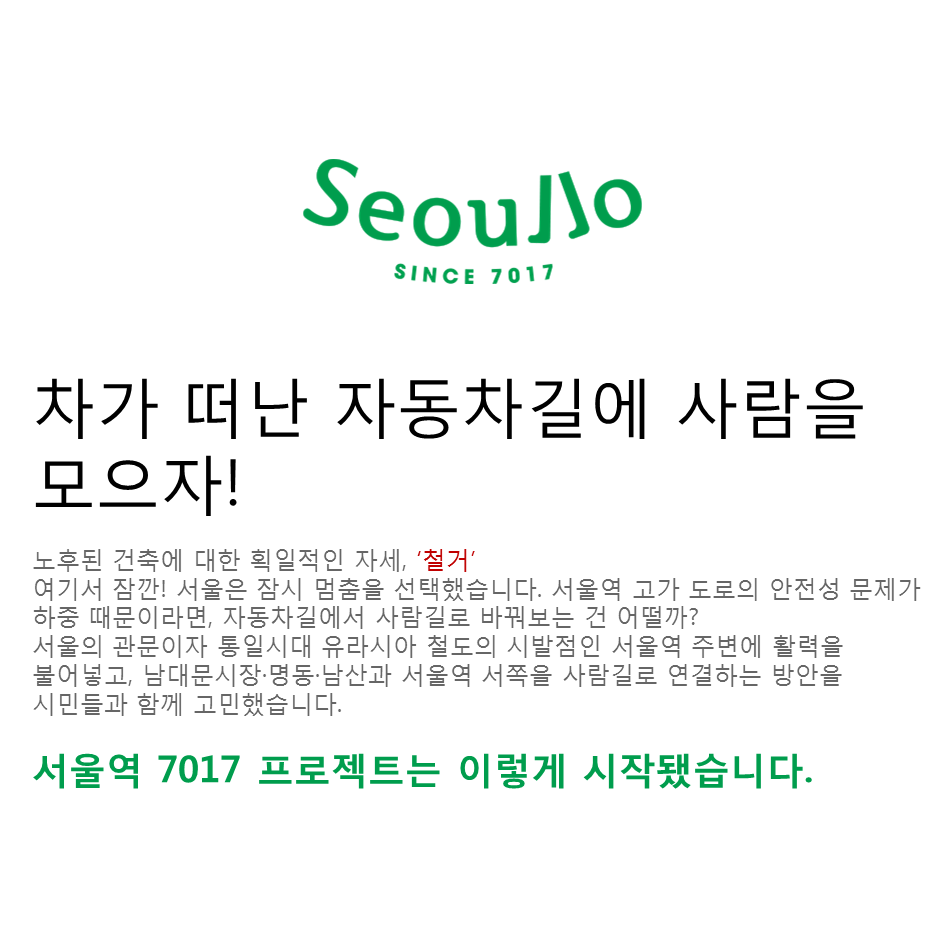 Seoullo
SINCE 7017
차가 떠난 자동차길에 사람을
모으자!
노후된 건축에 대한 획일적인 자세, ‘철거’
여기서 잠깐! 서울은 잠시 멈춤을 선택했습니다. 서울역 고가 도로의 안전성 문제가
하중 때문이라면, 자동차길에서 사람길로 바꿔보는 건 어떨까?
서울의 관문이자 통일시대 유라시아 철도의 시발점인 서울역 주변에 활력을
불어넣고, 남대문시장·명동·남산과 서울역 서쪽을 사람길로 연결하는 방안을
시민들과 함께 고민했습니다.
서울역 7017 프로젝트는 이렇게 시작됐습니다.